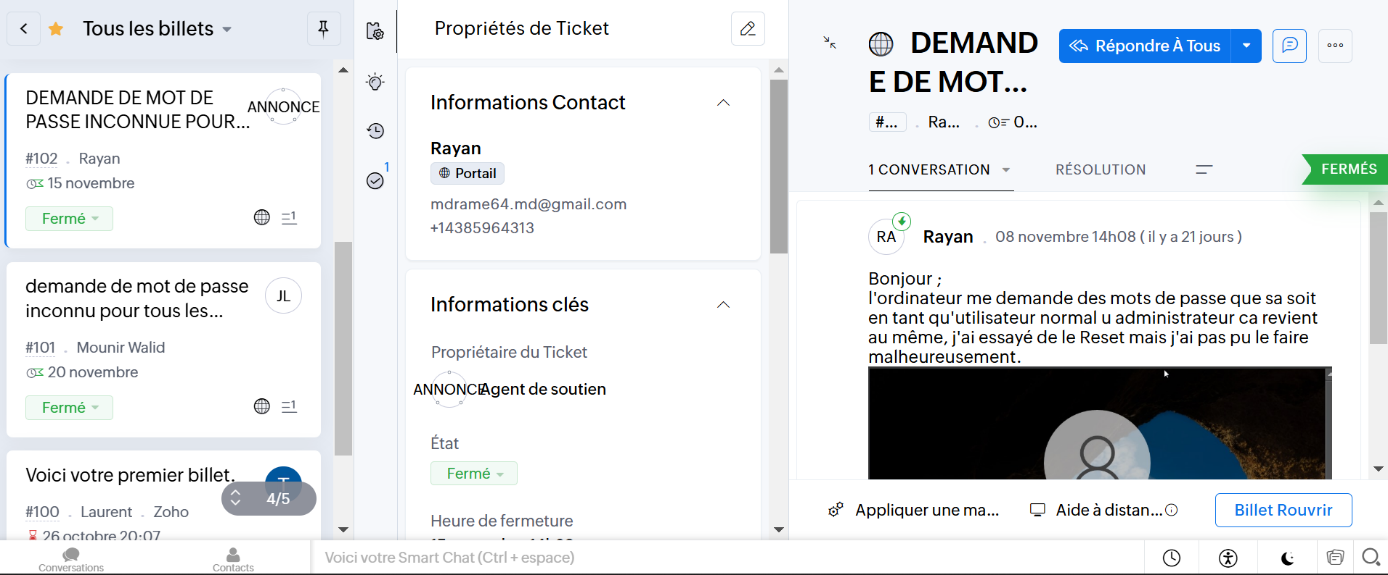 Tous les billets
DEMANDE DE MOT DE
PASSE INCONNUE POUR...
ANNONCE
#102 . Rayan
15 novembre
Fermé
1
demande de mot de passe
inconnu pour tous les...
JL
#101 . Mounir Walid
20 novembre
Fermé
1
Voici votre premier billet.
T
#100 . Laurent . Zoho
26 octobre 20:07
4/5
1
Propriétés de Ticket
Informations Contact
Rayan
Portail
mdrame64.md@gmail.com
+14385964313
Informations clés
Propriétaire du Ticket
ANNONCE
Agent de soutien
État
Fermé
Heure de fermeture
DEMAND
E DE MOT...
Répondre À Tous
#... . Ra... . 0...
1 CONVERSATION
RÉSOLUTION
FERMÉS
RA
Rayan . 08 novembre 14h08 ( il y a 21 jours )
Bonjour ;
l'ordinateur me demande des mots de passe que sa soit
en tant qu'utilisateur normal u administrateur ca revient
au même, j'ai essayé de le Reset mais j'ai pas pu le faire
malheureusement.
Appliquer une ma...
Aide à distan...
Billet Rouvrir
Conversations
Contacts
Voici votre Smart Chat (Ctrl + espace)